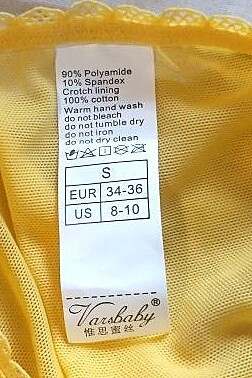 90% Polyamide
10% Spandex
Crotch lining
100% cotton
Warm hand wash
do not bleach
do not tumble dry
do not iron
do not dry clean
S
EUR 34-36
US 8-10
Varsbaby®
惟思蜜丝